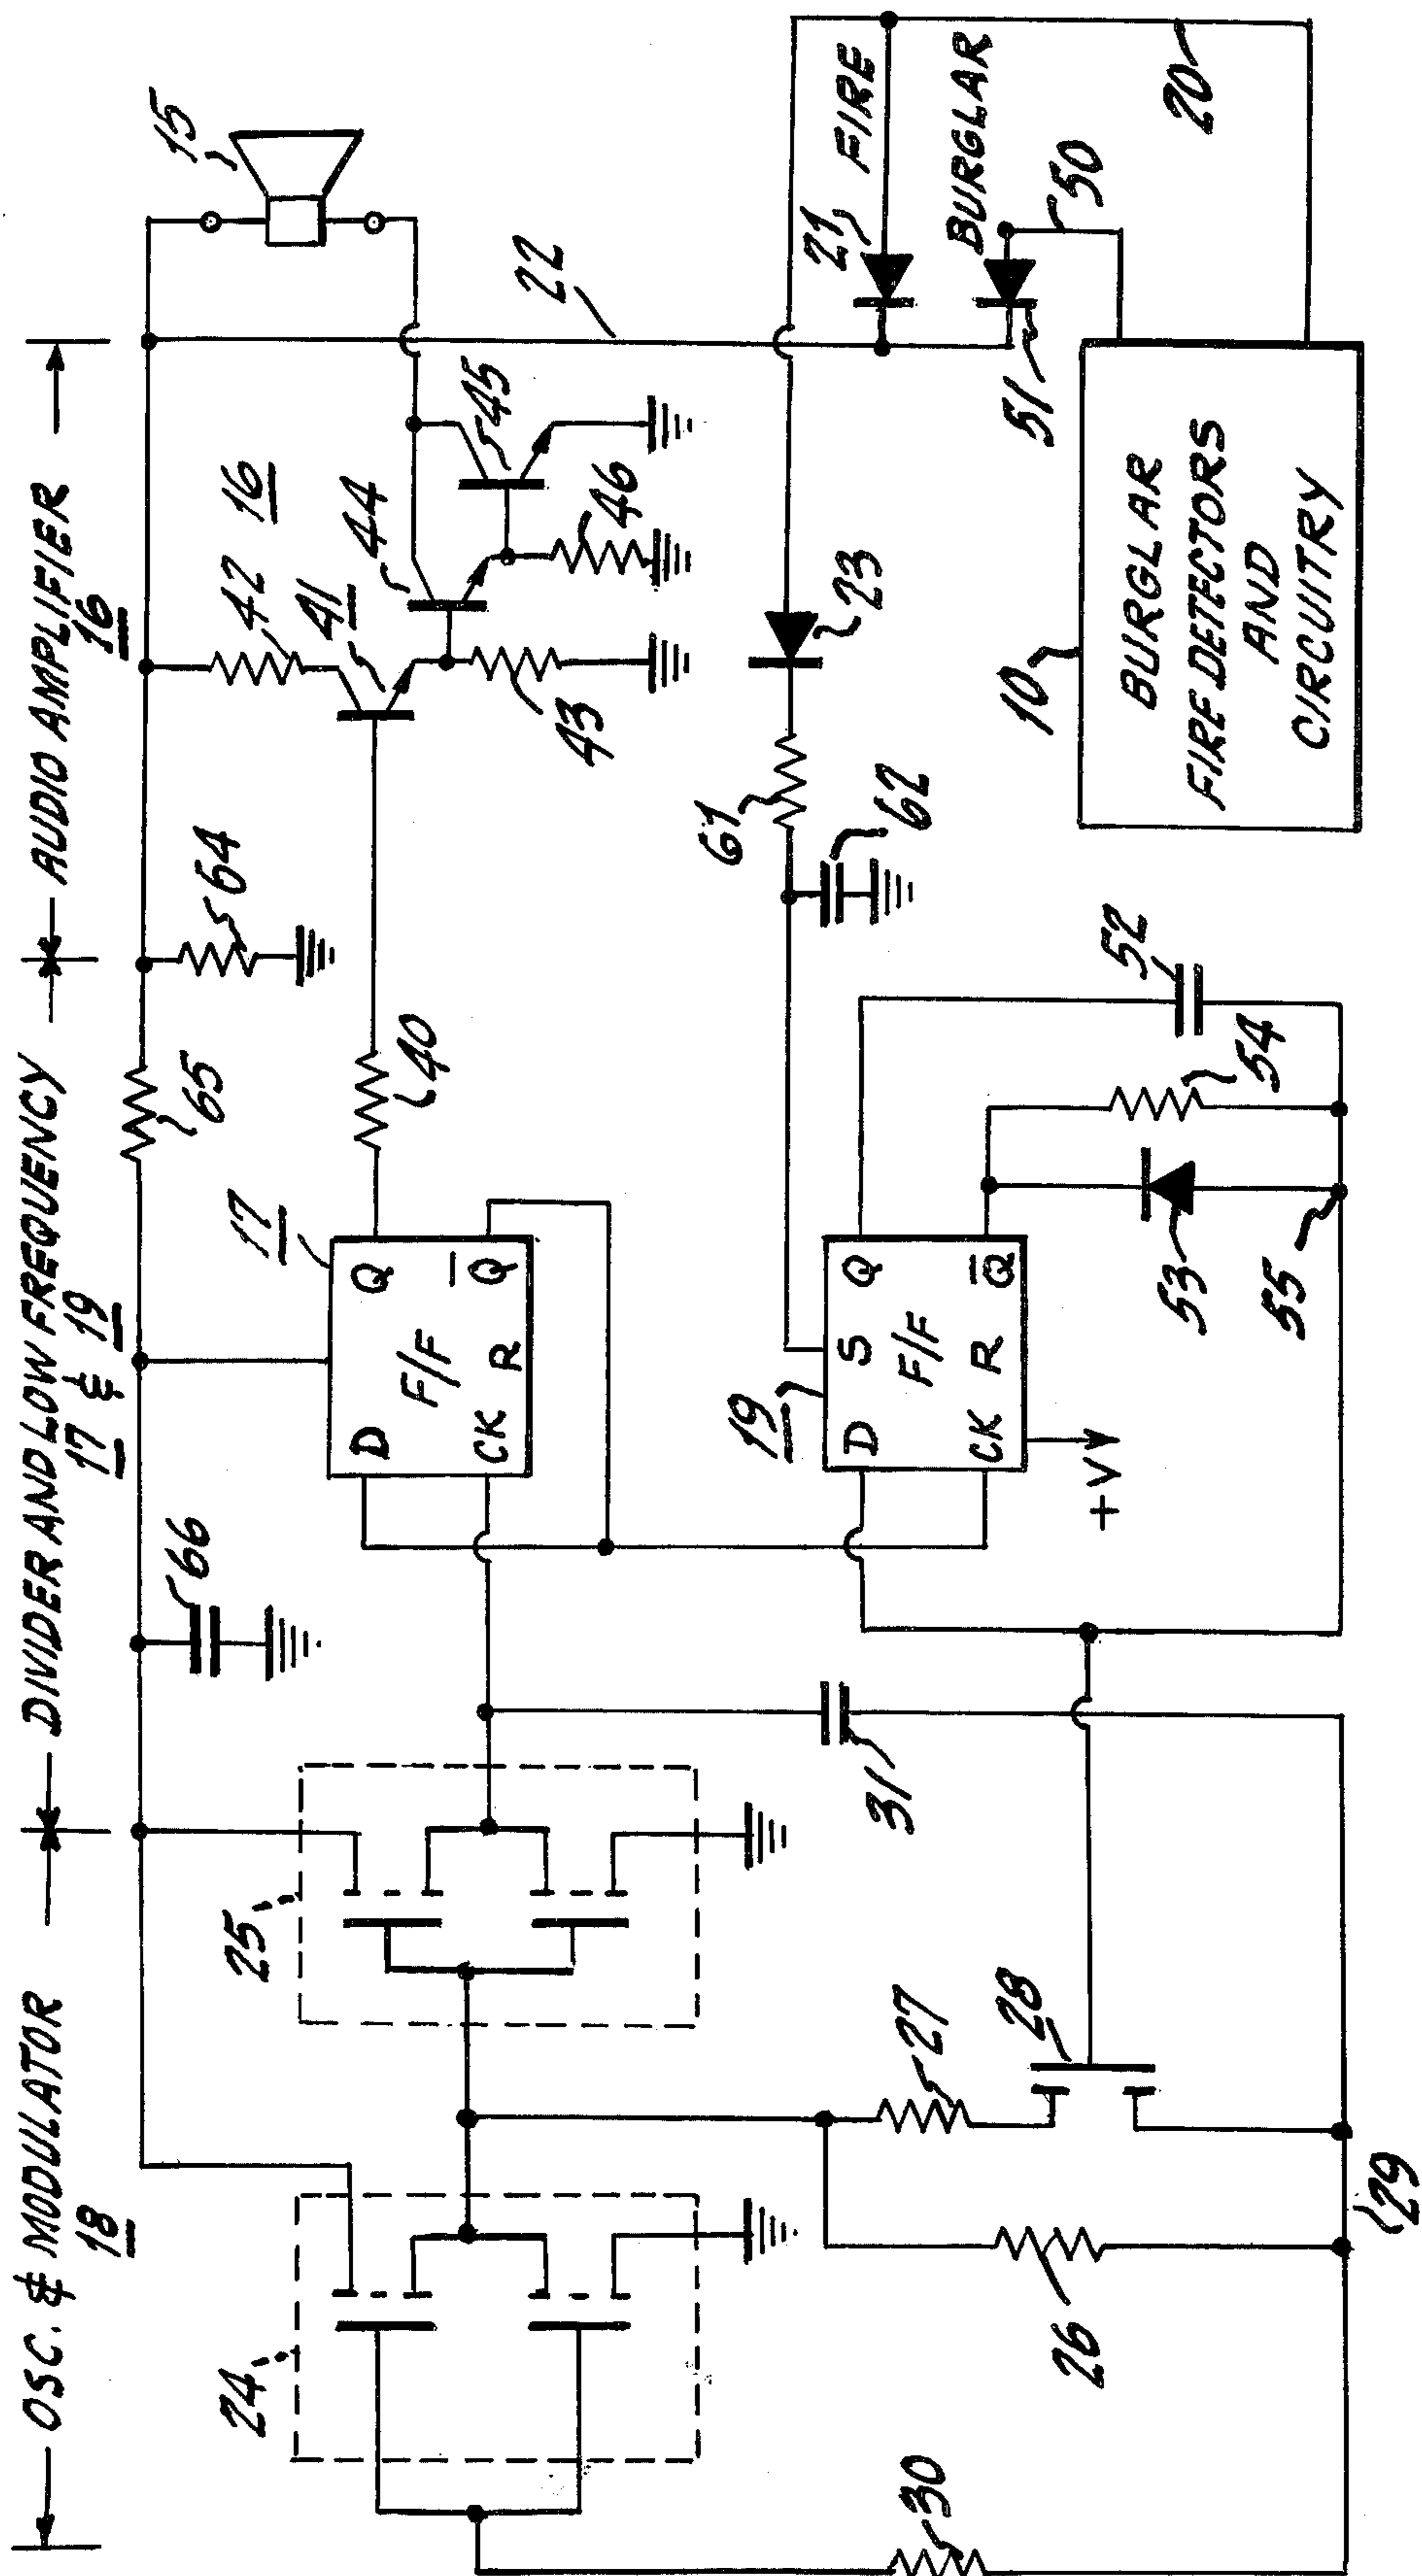 OSC. & MODULATOR
18
DIVIDER AND LOW FREQUENCY
17 & 19
AUDIO AMPLIFIER
16
15
24
25
66
65
64
17
D
Q
F/F
CK
R
Q̅
40
42
16
41
43
44
45
46
22
30
26
27
28
29
31
19
D
S
Q
F/F
CK
R
Q̅
+V
53
54
55
52
61
62
23
21
FIRE
BURGLAR
51
50
20
10
BURGLAR
FIRE DETECTORS
AND
CIRCUITRY